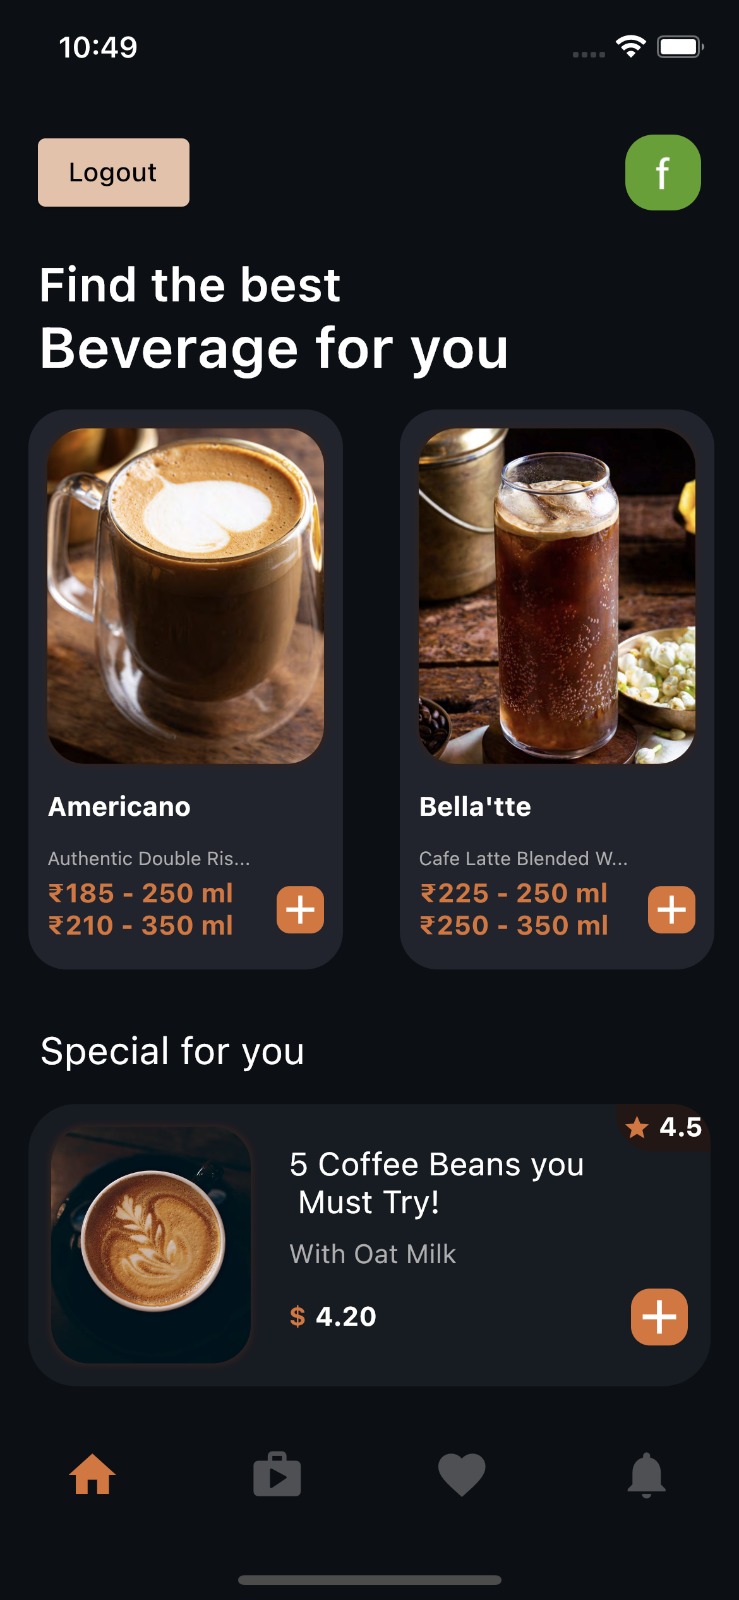 10:49
Logout
f
Find the best
Beverage for you
Americano
Authentic Double Ris...
₹185 - 250 ml
₹210 - 350 ml
Bella'tte
Cafe Latte Blended W...
₹225 - 250 ml
₹250 - 350 ml
Special for you
4.5
5 Coffee Beans you
Must Try!
With Oat Milk
$ 4.20